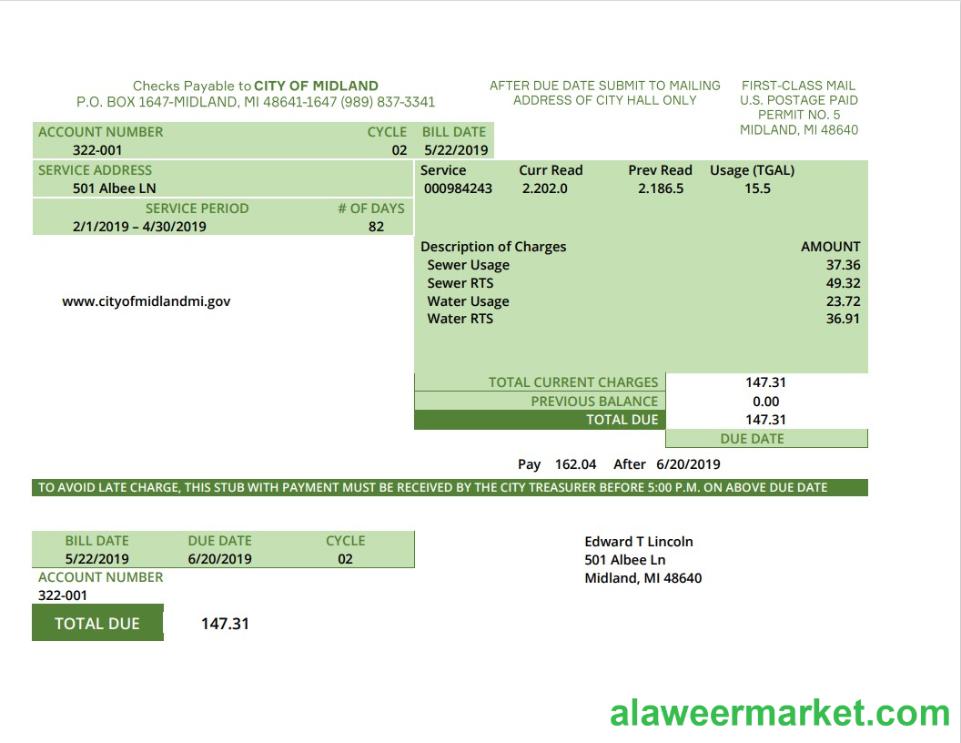 Checks Payable to CITY OF MIDLAND
P.O. BOX 1647-MIDLAND, MI 48641-1647 (989) 837-3341
AFTER DUE DATE SUBMIT TO MAILING
ADDRESS OF CITY HALL ONLY
FIRST-CLASS MAIL
U.S. POSTAGE PAID
PERMIT NO. 5
MIDLAND, MI 48640
ACCOUNT NUMBER CYCLE BILL DATE
322-001 02 5/22/2019
SERVICE ADDRESS
501 Albee LN
SERVICE PERIOD # OF DAYS
2/1/2019 – 4/30/2019 82
Service Curr Read Prev Read Usage (TGAL)
000984243 2.202.0 2.186.5 15.5
Description of Charges AMOUNT
Sewer Usage 37.36
Sewer RTS 49.32
Water Usage 23.72
Water RTS 36.91
www.cityofmidlandmi.gov
TOTAL CURRENT CHARGES 147.31
PREVIOUS BALANCE 0.00
TOTAL DUE 147.31
DUE DATE
Pay 162.04 After 6/20/2019
TO AVOID LATE CHARGE, THIS STUB WITH PAYMENT MUST BE RECEIVED BY THE CITY TREASURER BEFORE 5:00 P.M. ON ABOVE DUE DATE
BILL DATE DUE DATE CYCLE
5/22/2019 6/20/2019 02
ACCOUNT NUMBER
322-001
TOTAL DUE 147.31
Edward T Lincoln
501 Albee Ln
Midland, MI 48640
alaweermarket.com